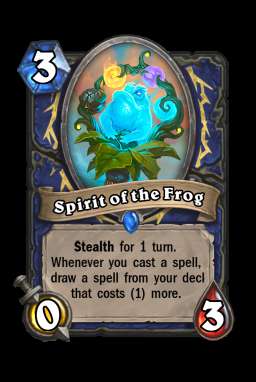 3
Spirit of the Frog
Stealth for 1 turn.
Whenever you cast a spell,
draw a spell from your deck
that costs (1) more.
0
3